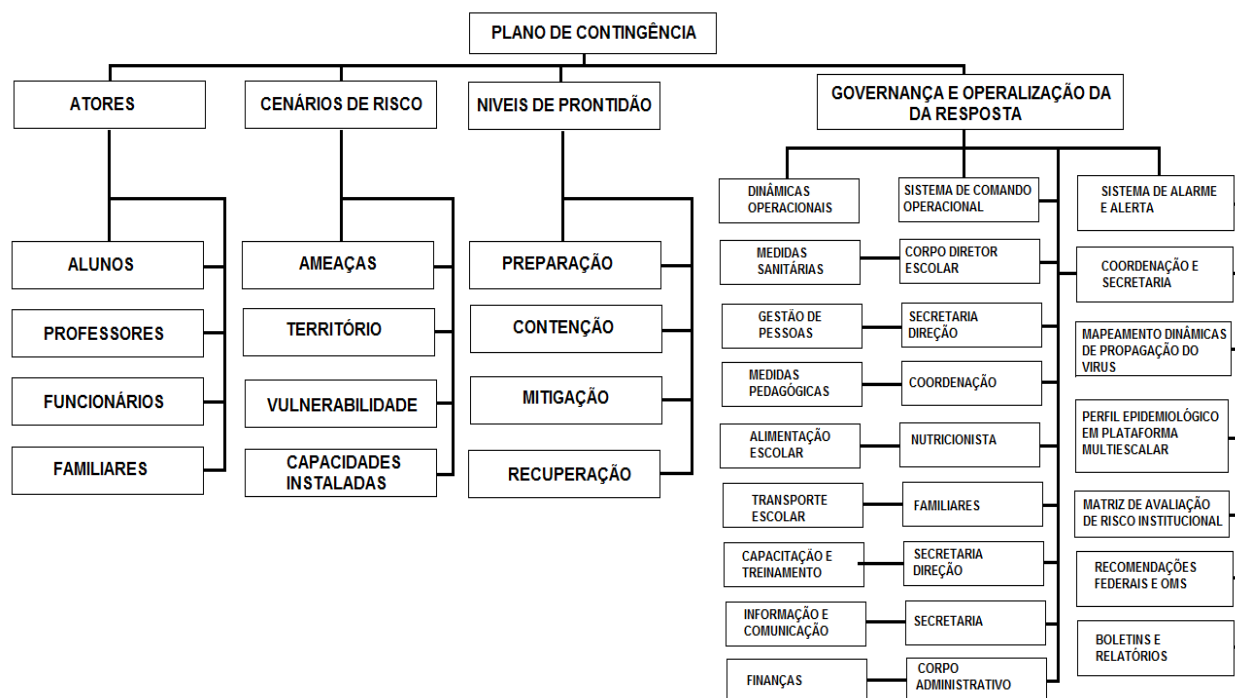 PLANO DE CONTINGÊNCIA
ATORES
CENÁRIOS DE RISCO
NIVEIS DE PRONTIDÃO
GOVERNANÇA E OPERALIZAÇÃO DA
DA RESPOSTA
ALUNOS
PROFESSORES
FUNCIONÁRIOS
FAMILIARES
AMEAÇAS
TERRITÓRIO
VULNERABILIDADE
CAPACIDADES
INSTALADAS
PREPARAÇÃO
CONTENÇÃO
MITIGAÇÃO
RECUPERAÇÃO
DINÂMICAS
OPERACIONAIS
SISTEMA DE COMANDO
OPERACIONAL
MEDIDAS
SANITÁRIAS
CORPO DIRETOR
ESCOLAR
GESTÃO DE
PESSOAS
SECRETARIA
DIREÇÃO
MEDIDAS
PEDAGÓGICAS
COORDENAÇÃO
ALIMENTAÇÃO
ESCOLAR
NUTRICIONISTA
TRANSPORTE
ESCOLAR
FAMILIARES
CAPACITAÇÃO E
TREINAMENTO
SECRETARIA
DIREÇÃO
INFORMAÇÃO E
COMUNICAÇÃO
SECRETARIA
FINANÇAS
CORPO
ADMINISTRATIVO
SISTEMA DE ALARME
E ALERTA
COORDENAÇÃO E
SECRETARIA
MAPEAMENTO DINÂMICAS
DE PROPAGAÇÃO DO
VIRUS
PERFIL EPIDEMIOLÓGICO
EM PLATAFORMA
MULTIESCALAR
MATRIZ DE AVALIAÇÃO
DE RISCO INSTITUCIONAL
RECOMENDAÇÕES
FEDERAIS E OMS
BOLETINS E
RELATÓRIOS